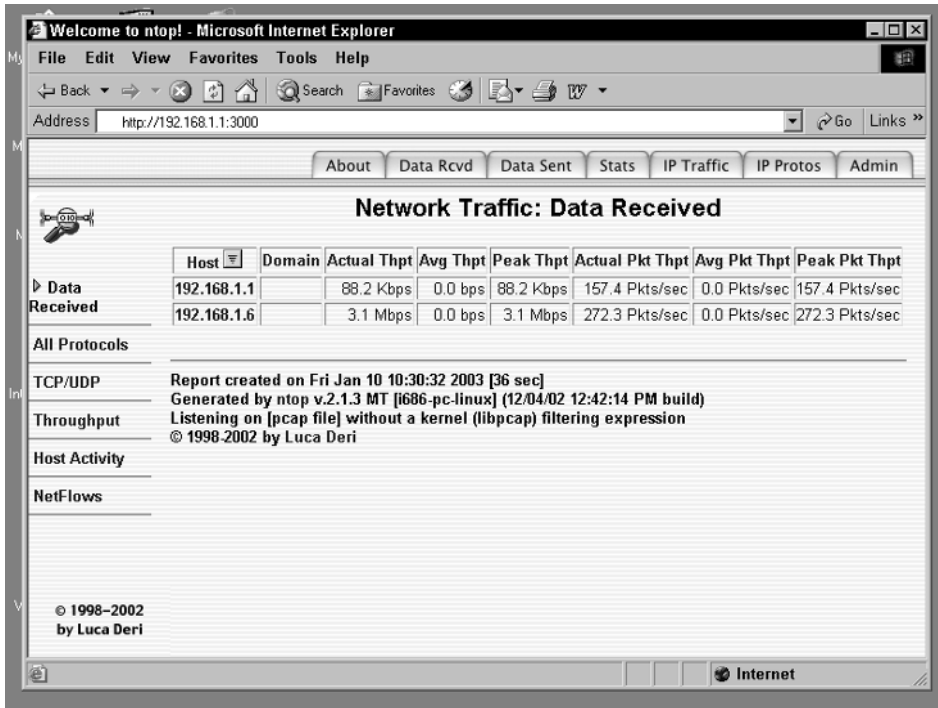 Welcome to ntop! - Microsoft Internet Explorer
File Edit View Favorites Tools Help
Back Search Favorites
Address http://192.168.1.1:3000 Go Links »
About Data Rcvd Data Sent Stats IP Traffic IP Protos Admin
Network Traffic: Data Received
Host Domain Actual Thpt Avg Thpt Peak Thpt Actual Pkt Thpt Avg Pkt Thpt Peak Pkt Thpt
192.168.1.1 88.2 Kbps 0.0 bps 88.2 Kbps 157.4 Pkts/sec 0.0 Pkts/sec 157.4 Pkts/sec
192.168.1.6 3.1 Mbps 0.0 bps 3.1 Mbps 272.3 Pkts/sec 0.0 Pkts/sec 272.3 Pkts/sec
Data
Received
All Protocols
TCP/UDP
Throughput
Host Activity
NetFlows
Report created on Fri Jan 10 10:30:32 2003 [36 sec]
Generated by ntop v.2.1.3 MT [i686-pc-linux] (12/04/02 12:42:14 PM build)
Listening on [pcap file] without a kernel (libpcap) filtering expression
© 1998-2002 by Luca Deri
© 1998–2002
by Luca Deri
Internet